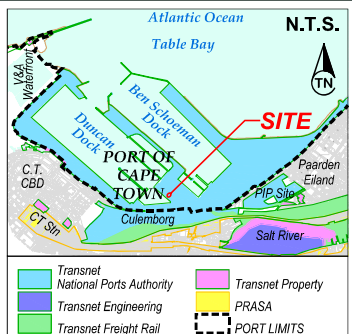 Atlantic Ocean
Table Bay
N.T.S.
TN
V&A
Waterfront
Ben Schoeman
Dock
Duncan
Dock
SITE
PORT OF
CAPE
TOWN
Paarden
Eiland
C.T.
CBD
PIP Site
CT Stn
Culemborg
Salt River
Transnet
National Ports Authority
Transnet Property
Transnet Engineering
PRASA
Transnet Freight Rail
PORT LIMITS